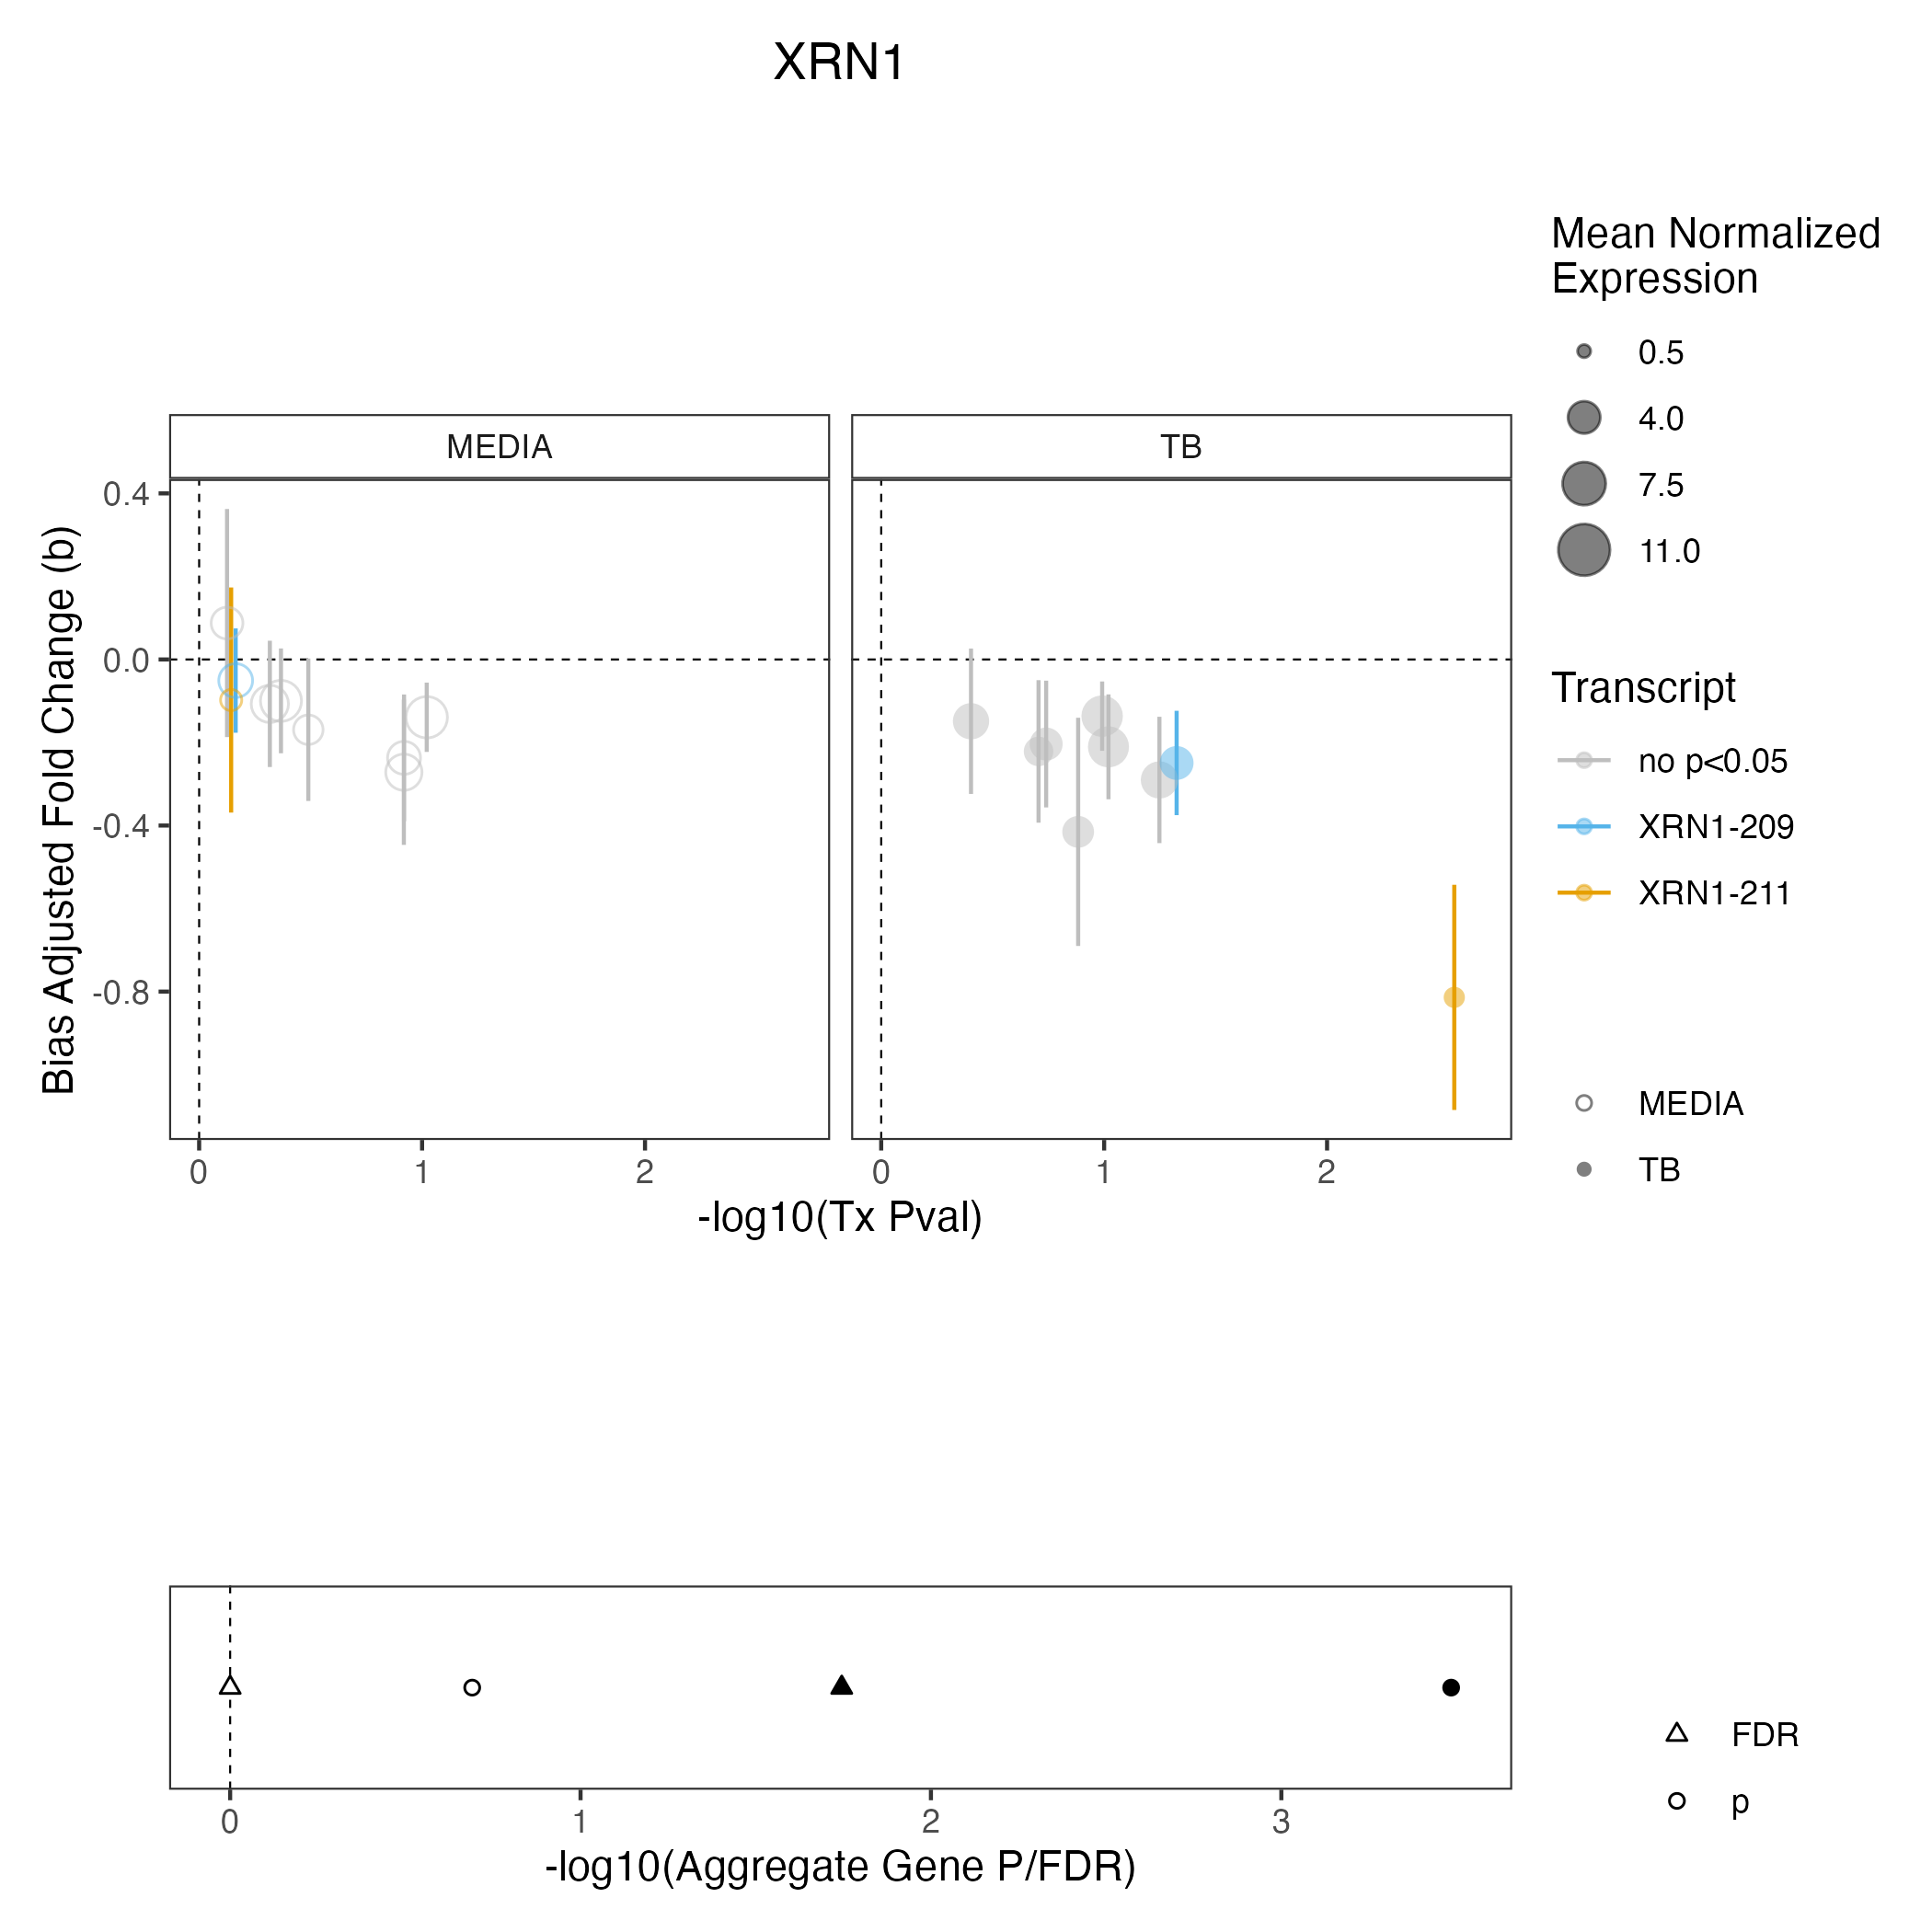 XRN1
Mean Normalized
Expression
0.5
4.0
7.5
11.0
MEDIA
TB
0.4
0.0
-0.4
-0.8
Bias Adjusted Fold Change (b)
0
1
2
0
1
2
-log10(Tx Pval)
Transcript
no p<0.05
XRN1-209
XRN1-211
MEDIA
TB
0
1
2
3
-log10(Aggregate Gene P/FDR)
FDR
p